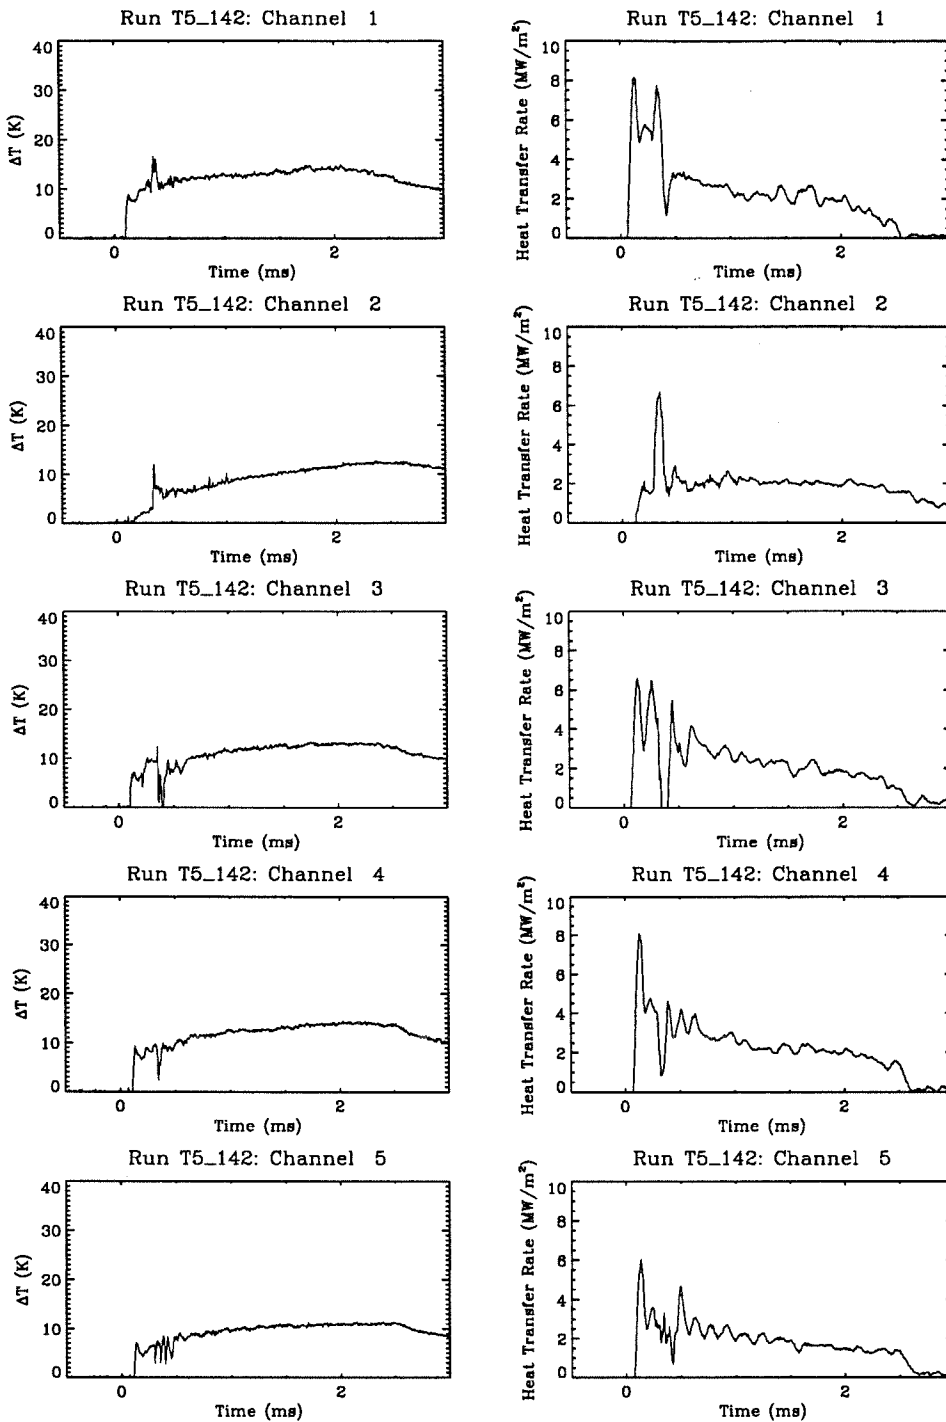 Run T5_142: Channel 1
Run T5_142: Channel 1
40
30
20
10
0
ΔT (K)
0
2
Time (ms)
10
8
6
4
2
0
Heat Transfer Rate (MW/m²)
0
2
Time (ms)
Run T5_142: Channel 2
Run T5_142: Channel 2
40
30
20
10
0
ΔT (K)
0
2
Time (ms)
10
8
6
4
2
0
Heat Transfer Rate (MW/m²)
0
2
Time (ms)
Run T5_142: Channel 3
Run T5_142: Channel 3
40
30
20
10
0
ΔT (K)
0
2
Time (ms)
10
8
6
4
2
0
Heat Transfer Rate (MW/m²)
0
2
Time (ms)
Run T5_142: Channel 4
Run T5_142: Channel 4
40
30
20
10
0
ΔT (K)
0
2
Time (ms)
10
8
6
4
2
0
Heat Transfer Rate (MW/m²)
0
2
Time (ms)
Run T5_142: Channel 5
Run T5_142: Channel 5
40
30
20
10
0
ΔT (K)
0
2
Time (ms)
10
8
6
4
2
0
Heat Transfer Rate (MW/m²)
0
2
Time (ms)